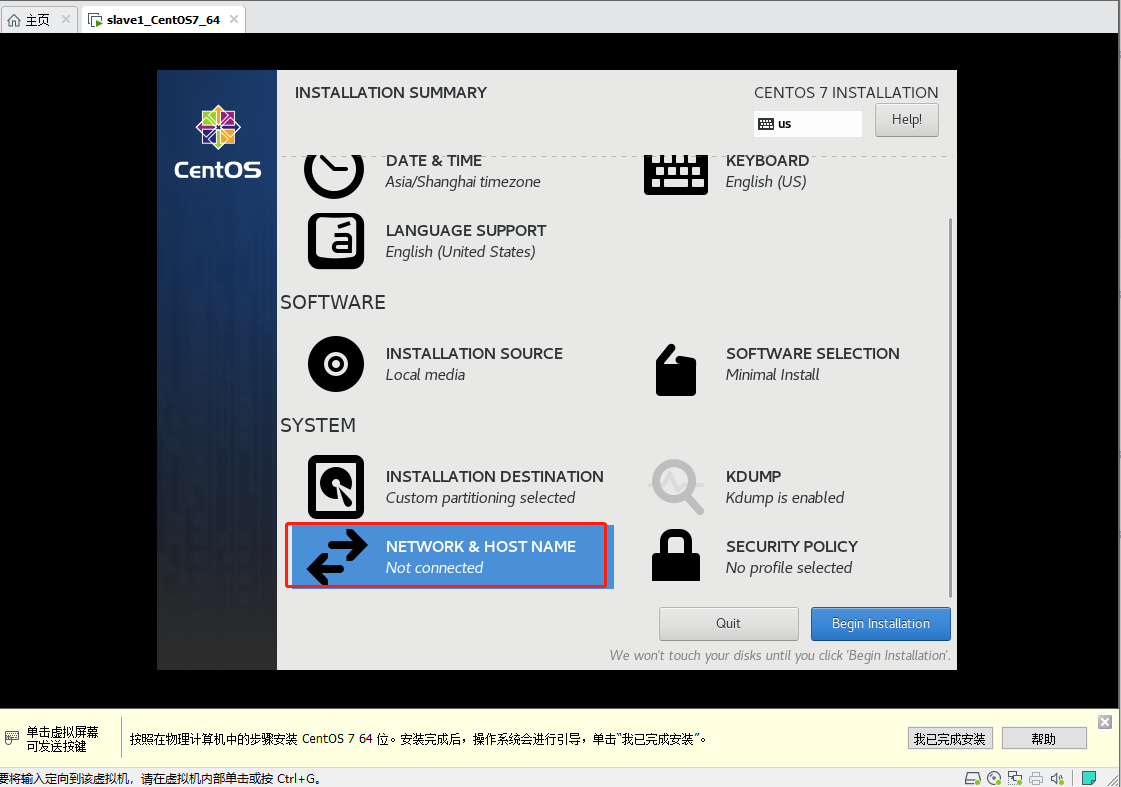 主页
slave1_CentOS7_64
INSTALLATION SUMMARY
CENTOS 7 INSTALLATION
us
Help!
CentOS
DATE & TIME
Asia/Shanghai timezone
KEYBOARD
English (US)
á
LANGUAGE SUPPORT
English (United States)
SOFTWARE
INSTALLATION SOURCE
Local media
SOFTWARE SELECTION
Minimal Install
SYSTEM
INSTALLATION DESTINATION
Custom partitioning selected
KDUMP
Kdump is enabled
NETWORK & HOST NAME
Not connected
SECURITY POLICY
No profile selected
Quit
Begin Installation
We won't touch your disks until you click 'Begin Installation'.
单击虚拟屏幕
可发送按键
按照在物理计算机中的步骤安装 CentOS 7 64 位。安装完成后，操作系统会进行引导，单击“我已完成安装”。
我已完成安装
帮助
要将输入定向到该虚拟机，请在虚拟机内部单击或按 Ctrl+G。